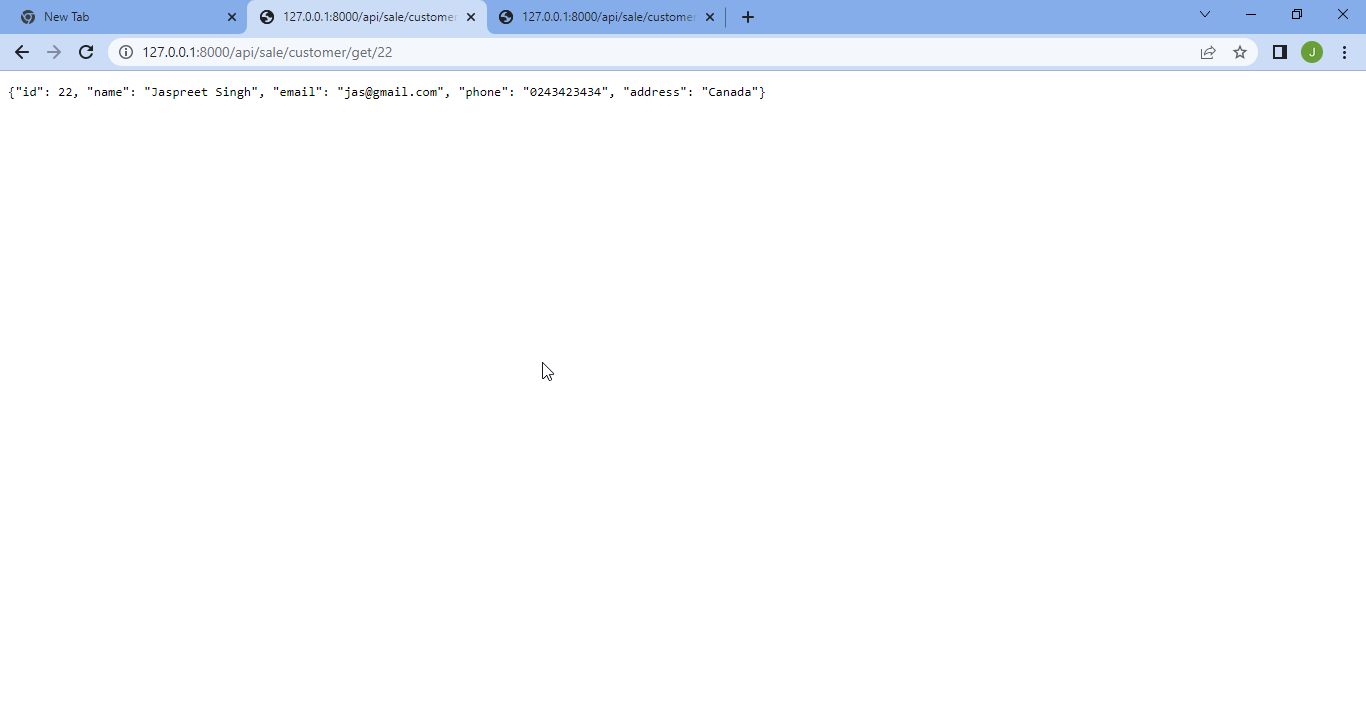 New Tab
127.0.0.1:8000/api/sale/customer
127.0.0.1:8000/api/sale/customer
127.0.0.1:8000/api/sale/customer/get/22
J
{"id": 22, "name": "Jaspreet Singh", "email": "jas@gmail.com", "phone": "0243423434", "address": "Canada"}